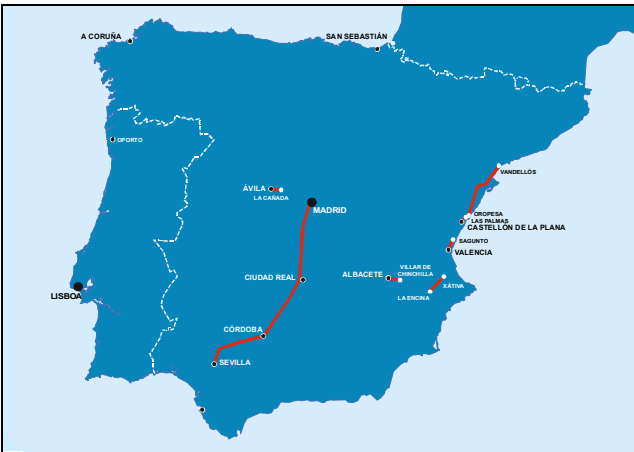 A CORUÑA
SAN SEBASTIÁN
OPORTO
VANDELLÓS
ÁVILA
LA CAÑADA
MADRID
OROPESA
LAS PALMAS
CASTELLÓN DE LA PLANA
SAGUNTO
VALENCIA
CIUDAD REAL
ALBACETE
VILLAR DE
CHINCHILLA
XÁTIVA
LA ENCINA
LISBOA
CÓRDOBA
SEVILLA